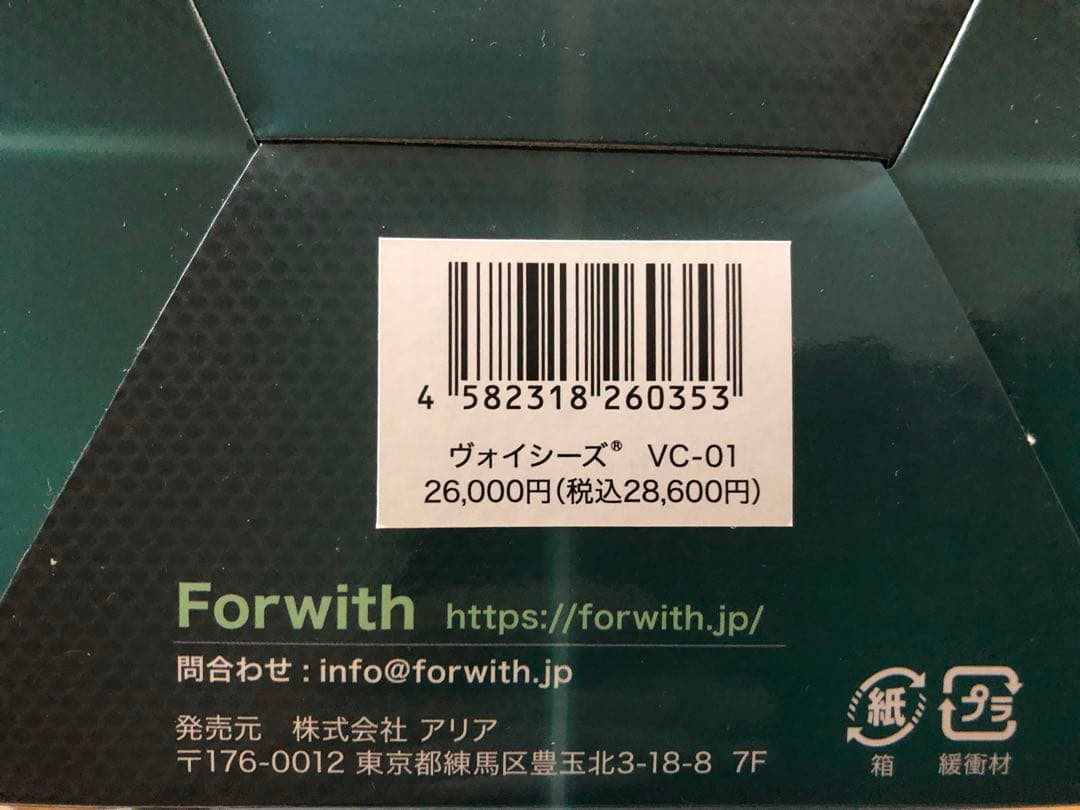 4 582318 260353
ヴォイシーズ® VC-01
26,000円(税込28,600円)
Forwith https://forwith.jp/
問合わせ : info@forwith.jp
発売元 株式会社 アリア
〒176-0012 東京都練馬区豊玉北3-18-8 7F
紙 プラ
箱 緩衝材